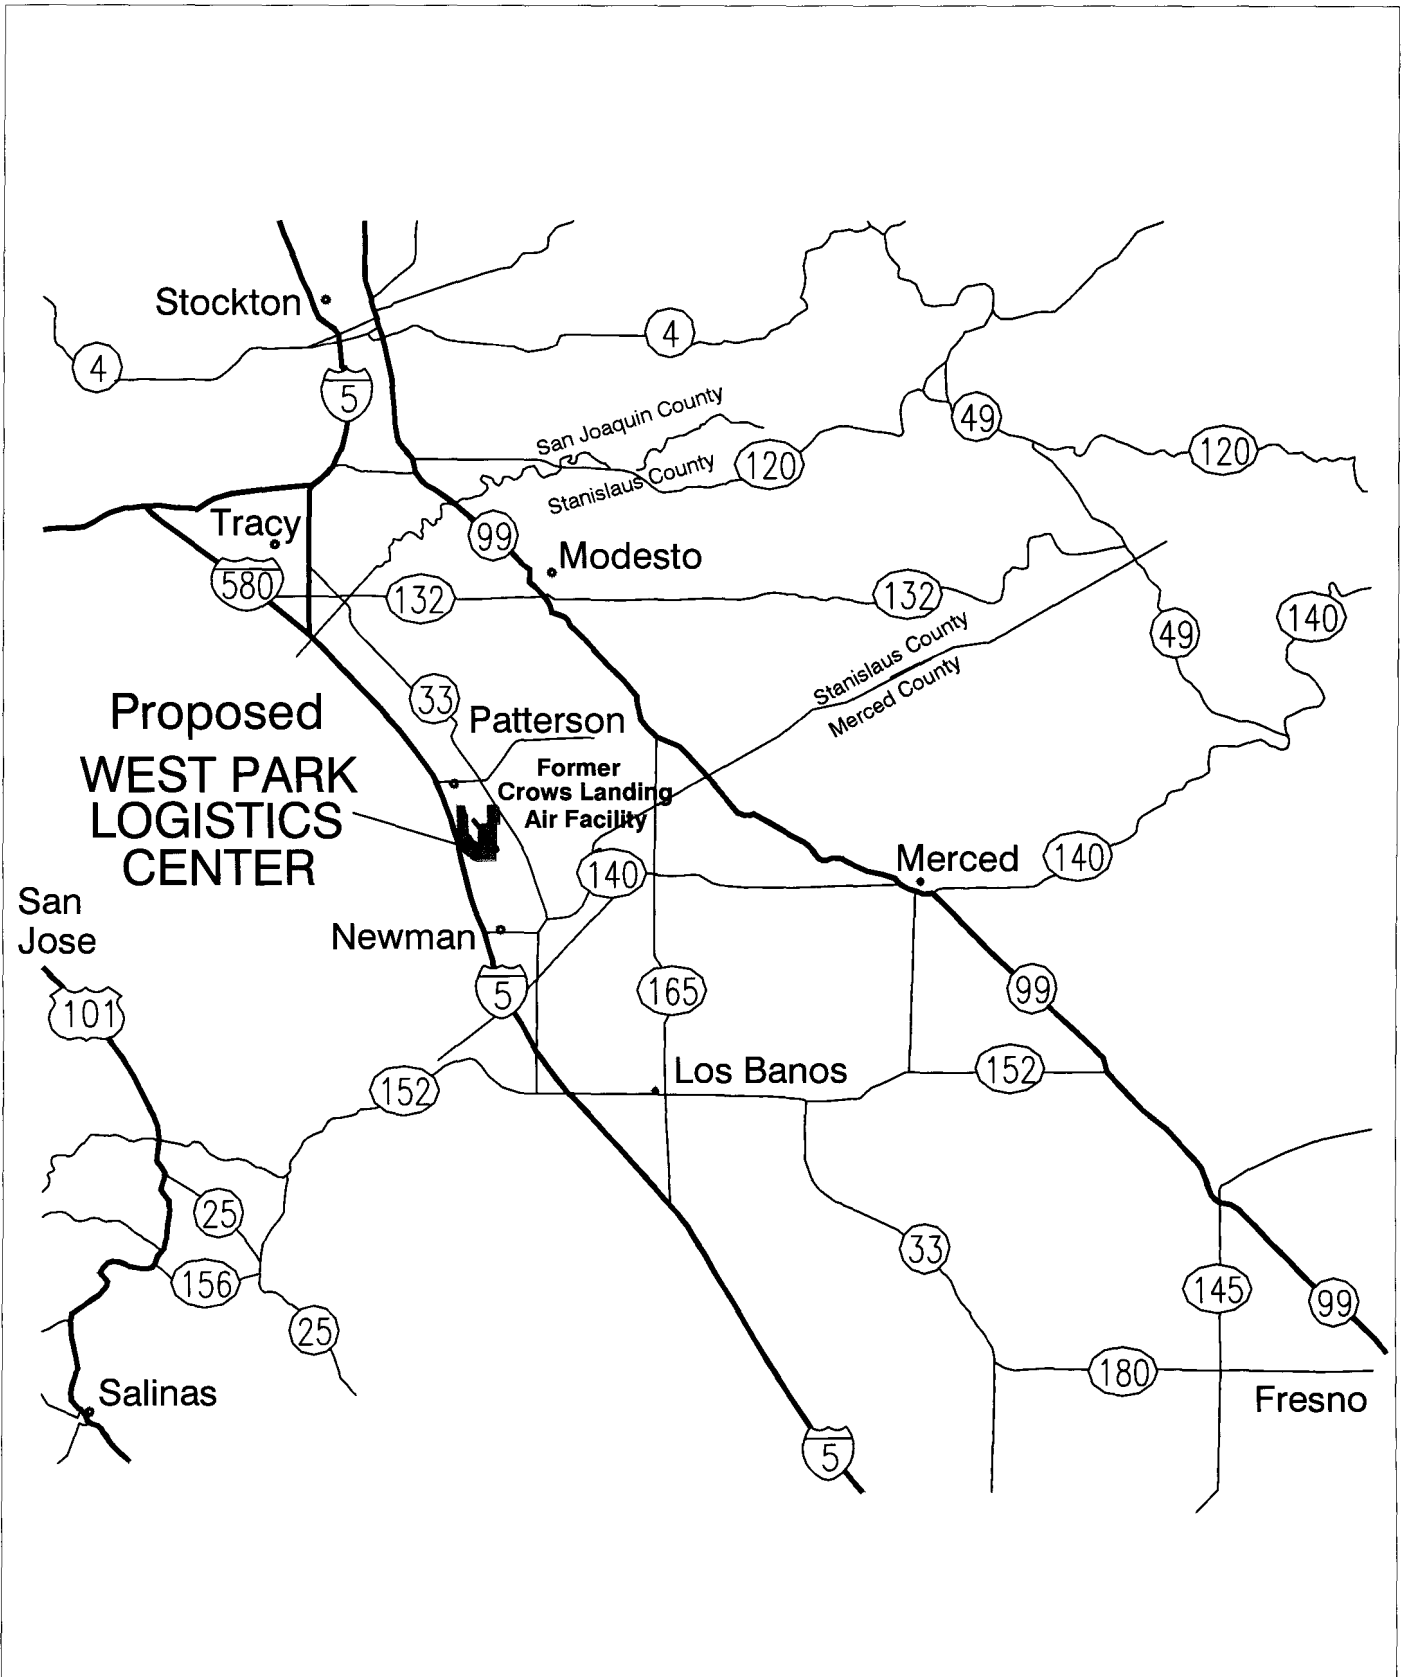 Stockton
4
4
5
San Joaquin County
49
Stanislaus County
120
120
Tracy
99
Modesto
580
132
132
140
49
Stanislaus County
Merced County
33
Proposed
WEST PARK
LOGISTICS
CENTER
Patterson
Former
Crows Landing
Air Facility
140
Merced
140
San
Jose
Newman
5
165
99
101
Los Banos
152
152
25
33
156
145
99
25
180
Salinas
Fresno
5